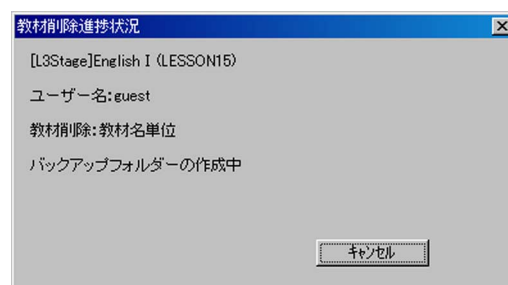 教材削除進捗状況
[L3Stage]English I (LESSON15)
ユーザー名:guest
教材削除:教材名単位
バックアップフォルダーの作成中
キャンセル